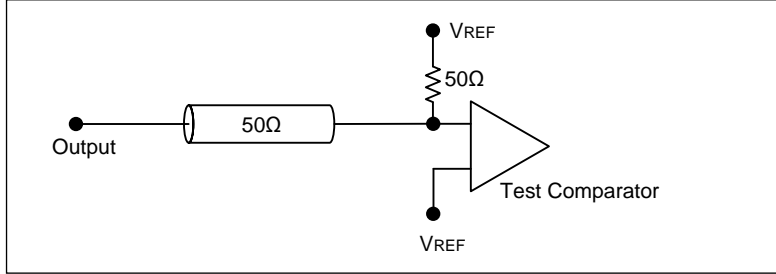 VREF
50Ω
50Ω
Output
Test Comparator
VREF